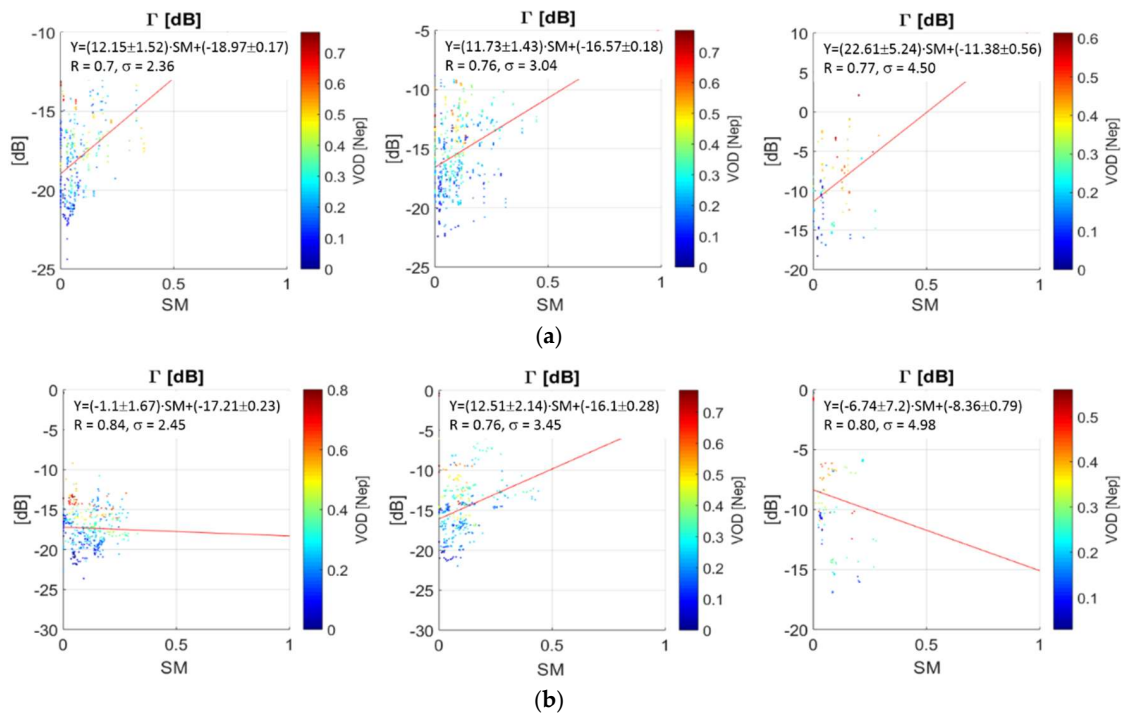 Γ [dB]
Y=(12.15±1.52)·SM+(-18.97±0.17)
R = 0.7, σ = 2.36
-10
-15
-20
-25
[dB]
0
0.5
1
SM
0.7
0.6
0.5
0.4
0.3
0.2
0.1
0
VOD [Nep]
Γ [dB]
Y=(11.73±1.43)·SM+(-16.57±0.18)
R = 0.76, σ = 3.04
-5
-10
-15
-20
-25
[dB]
0
0.5
1
SM
0.7
0.6
0.5
0.4
0.3
0.2
0.1
0
VOD [Nep]
Γ [dB]
Y=(22.61±5.24)·SM+(-11.38±0.56)
R = 0.77, σ = 4.50
10
5
0
-5
-10
-15
-20
[dB]
0
0.5
1
SM
0.6
0.5
0.4
0.3
0.2
0.1
0
VOD [Nep]
(a)
Γ [dB]
Y=(-1.1±1.67)·SM+(-17.21±0.23)
R = 0.84, σ = 2.45
0
-5
-10
-15
-20
-25
-30
[dB]
0
0.5
1
SM
0.8
0.6
0.4
0.2
0
VOD [Nep]
Γ [dB]
Y=(12.51±2.14)·SM+(-16.1±0.28)
R = 0.76, σ = 3.45
0
-5
-10
-15
-20
-25
-30
[dB]
0
0.5
1
SM
0.7
0.6
0.5
0.4
0.3
0.2
0.1
0
VOD [Nep]
Γ [dB]
Y=(-6.74±7.2)·SM+(-8.36±0.79)
R = 0.80, σ = 4.98
0
-5
-10
-15
-20
[dB]
0
0.5
1
SM
0.5
0.4
0.3
0.2
0.1
VOD [Nep]
(b)